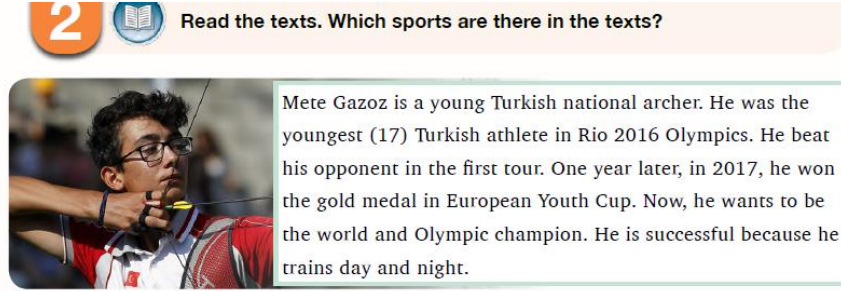 2
Read the texts. Which sports are there in the texts?
Mete Gazoz is a young Turkish national archer. He was the
youngest (17) Turkish athlete in Rio 2016 Olympics. He beat
his opponent in the first tour. One year later, in 2017, he won
the gold medal in European Youth Cup. Now, he wants to be
the world and Olympic champion. He is successful because he
trains day and night.